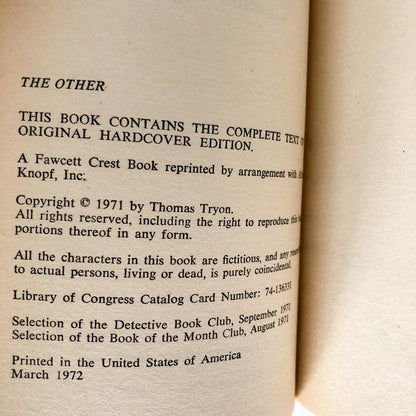 THE OTHER
THIS BOOK CONTAINS THE COMPLETE TEXT
ORIGINAL HARDCOVER EDITION.
A Fawcett Crest Book reprinted by arrangement with
Knopf, Inc.
Copyright © 1971 by Thomas Tryon.
All rights reserved, including the right to reproduce this
portions thereof in any form.
All the characters in this book are fictitious, and any
to actual persons, living or dead, is purely coincidental.
Library of Congress Catalog Card Number: 74-136331
Selection of the Detective Book Club, September 1971
Selection of the Book of the Month Club, August 1971
Printed in the United States of America
March 1972